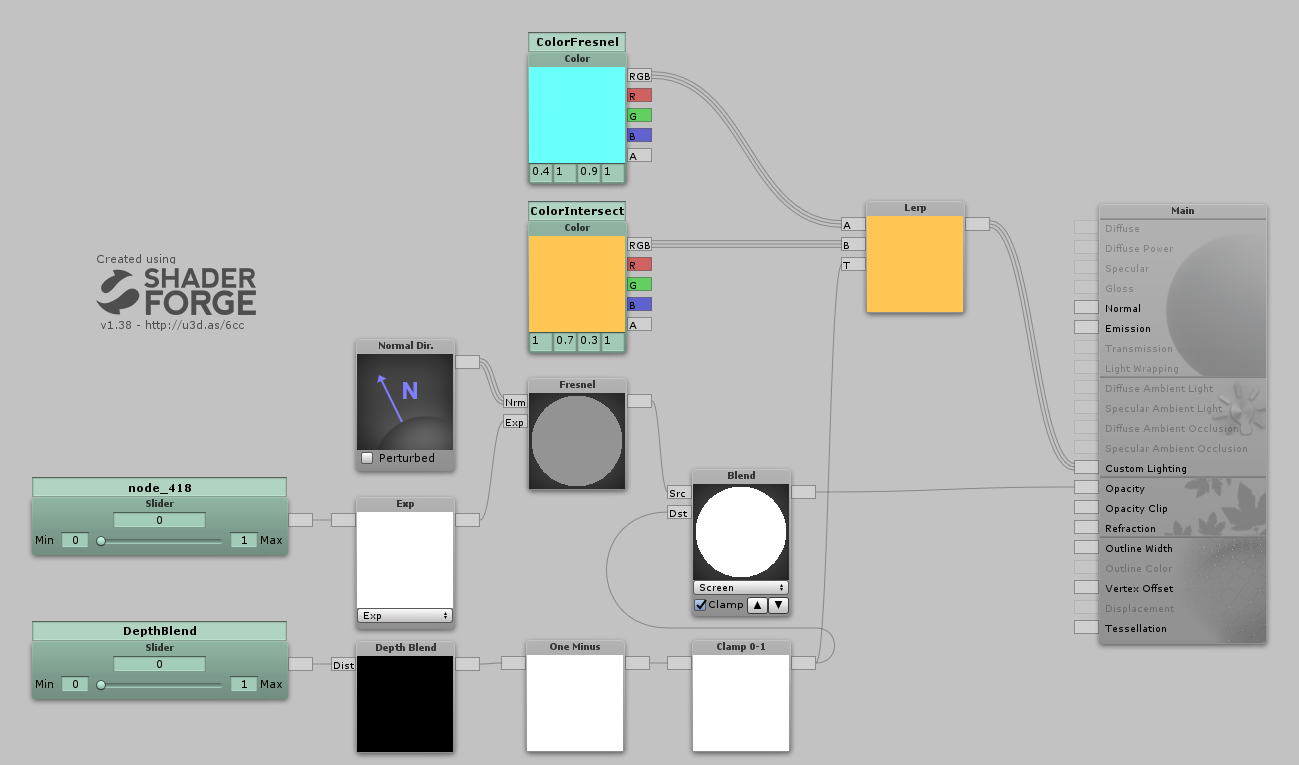 ColorFresnel
Color
RGB
R
G
B
A
0.4 1 0.9 1
ColorIntersect
Color
RGB
R
G
B
A
1 0.7 0.3 1
Lerp
A
B
T
Main
Diffuse
Diffuse Power
Specular
Gloss
Normal
Emission
Transmission
Light Wrapping
Diffuse Ambient Light
Specular Ambient Light
Diffuse Ambient Occlusion
Specular Ambient Occlusion
Custom Lighting
Opacity
Opacity Clip
Refraction
Outline Width
Outline Color
Vertex Offset
Displacement
Tessellation
Created using
SHADER
FORGE
v1.38 - http://u3d.as/6cc
Normal Dir.
N
Perturbed
Fresnel
Nrm
Exp
node_418
Slider
0
Min 0 1 Max
Exp
Exp
Blend
Src
Dst
Screen
Clamp ▲ ▼
DepthBlend
Slider
0
Min 0 1 Max
Depth Blend
Dist
One Minus
Clamp 0-1